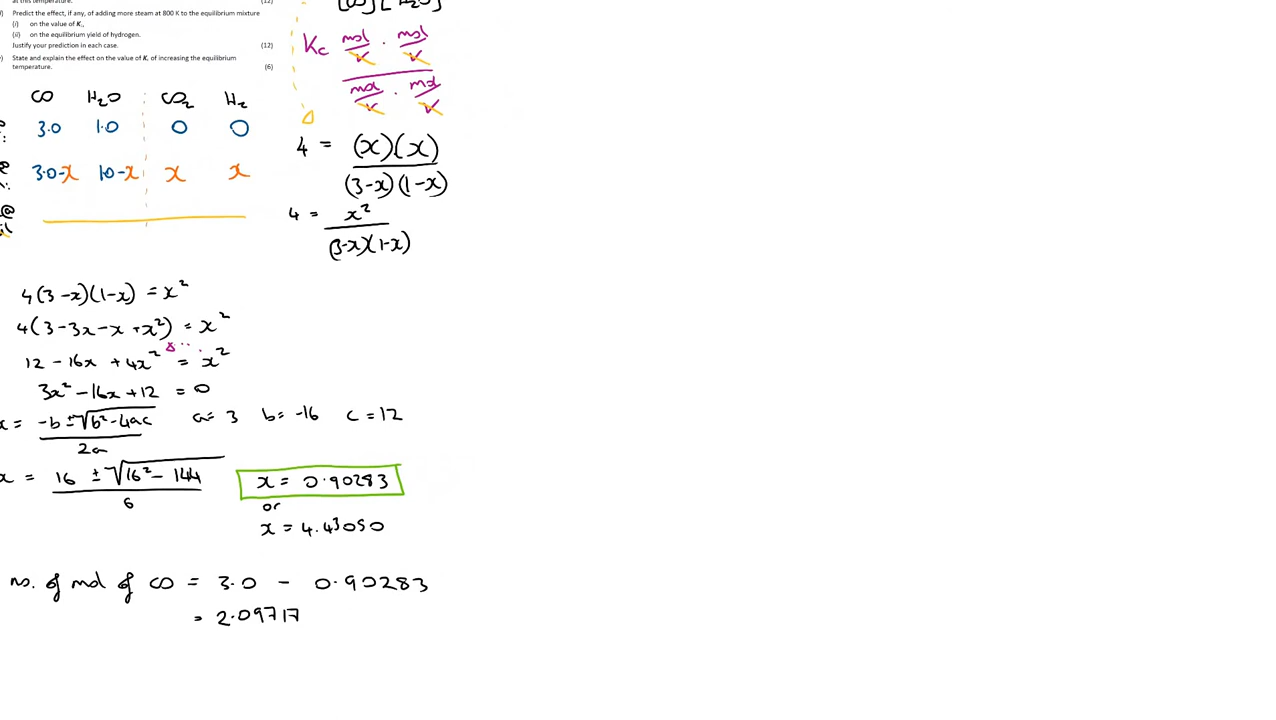 at this temperature. (12)
Predict the effect, if any, of adding more steam at 800 K to the equilibrium mixture
(i) on the value of Kc,
(ii) on the equilibrium yield of hydrogen.
Justify your prediction in each case. (12)
State and explain the effect on the value of Kc of increasing the equilibrium
temperature. (6)
CO H2O CO2 H2
3.0 1.0 0 0
3.0-x 1.0-x x x
[CO] [H2O]
Kc mol/V . mol/V
mol/V . mol/V
4 = (x).(x) / (3-x)(1-x)
4 = x² / (3-x)(1-x)
4(3-x)(1-x) = x²
4(3-3x-x+x²) = x²
12 - 16x + 4x² = x²
3x² - 16x + 12 = 0
x = -b ± √b² - 4ac / 2a a= 3 b= -16 c = 12
x = 16 ± √16² - 144 / 6 x = 0.90283
or
x = 4.43050
no. of mol of CO = 3.0 - 0.90283
= 2.09717